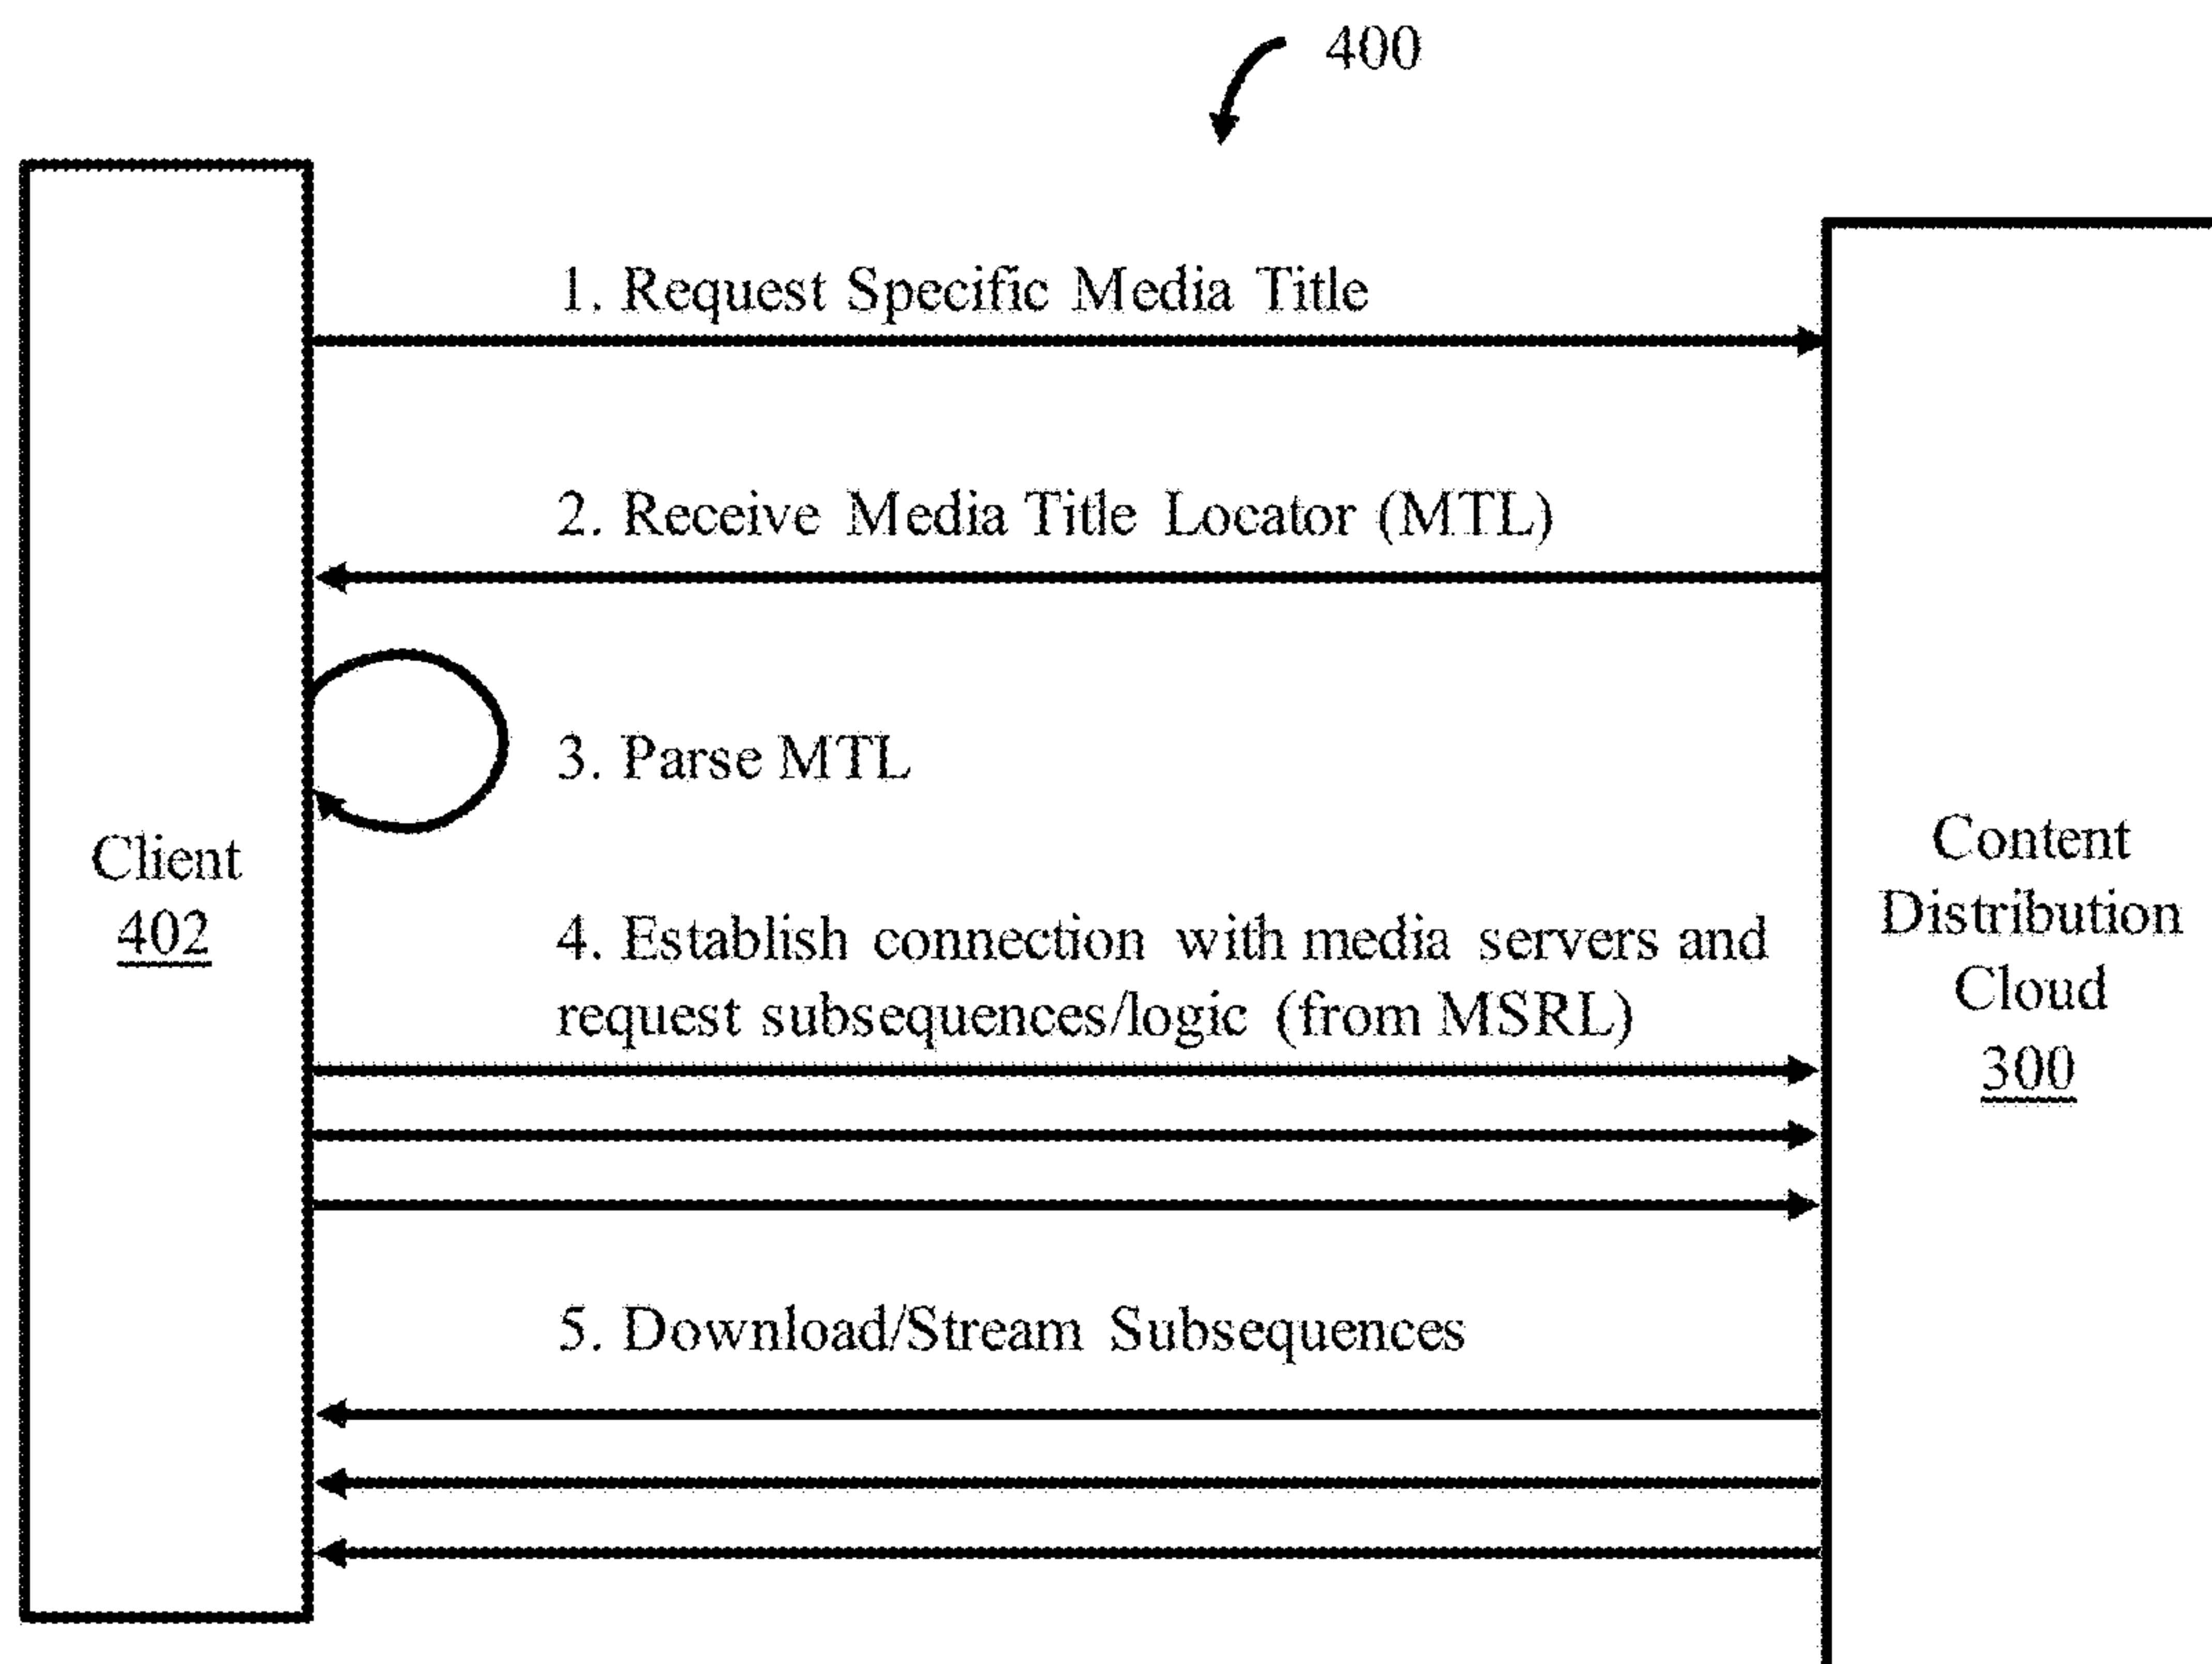 400
1. Request Specific Media Title
2. Receive Media Title Locator (MTL)
3. Parse MTL
Client
402
4. Establish connection with media servers and
request subsequences/logic (from MSRL)
Content
Distribution
Cloud
300
5. Download/Stream Subsequences